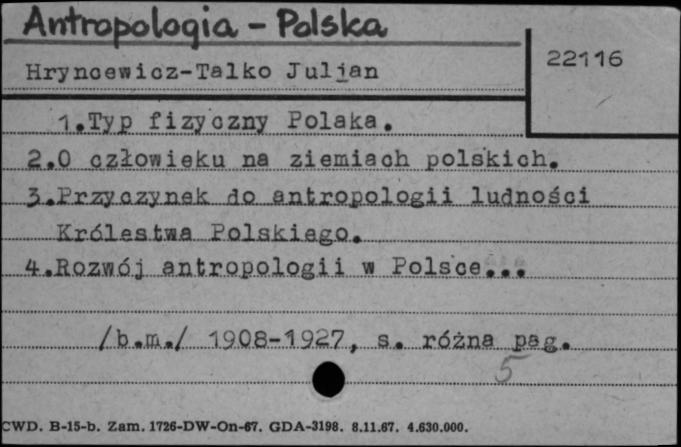 Antropologia - Polska
22116
Hryncewicz-Talko Juljan
1.Typ fizyczny Polaka.
2.O człowieku na ziemiach polskich.
3.Przyczynek do antropologii ludności
Królestwa Polskiego.
4.Rozwój antropologii w Polsce...
/b.m./ 1908-1927, s. różna pag.
5
CWD. B-15-b. Zam. 1726-DW-On-67. GDA-3198. 8.11.67. 4.630.000.